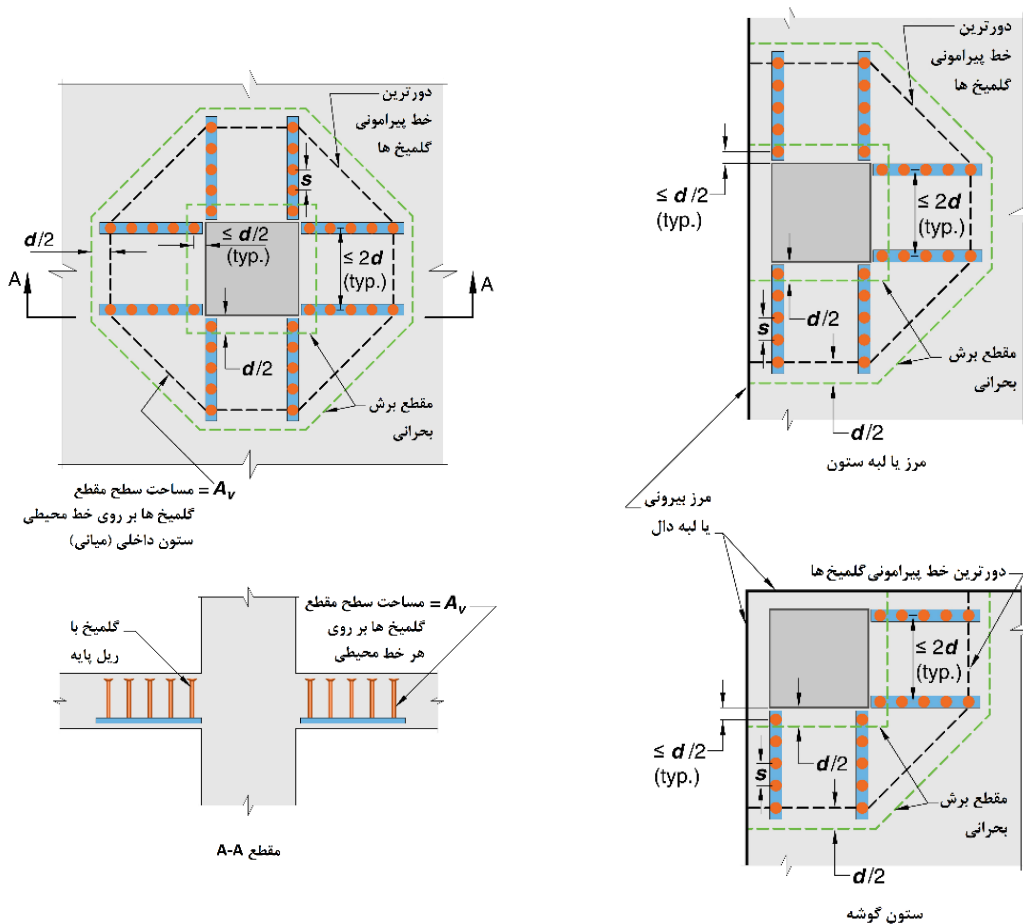 دورترین
خط پیرامونی
گلمیخ ها
s
d/2
≤ d/2
(typ.)
≤ 2d
(typ.)
A
A
d/2
مقطع برش
بحرانی
Av = مساحت سطح مقطع
گلمیخ ها بر روی خط محیطی
ستون داخلی (میانی)
دورترین
خط پیرامونی
گلمیخ ها
≤ d/2
(typ.)
≤ 2d
(typ.)
d/2
s
مقطع برش
بحرانی
d/2
مرز یا لبه ستون
مرز بیرونی
یا لبه دال
Av = مساحت سطح مقطع
گلمیخ ها بر روی
هر خط محیطی
گلمیخ با
ریل پایه
مقطع A-A
دورترین خط پیرامونی گلمیخ ها
≤ 2d
(typ.)
≤ d/2
(typ.)
d/2
s
مقطع برش
بحرانی
d/2
ستون گوشه